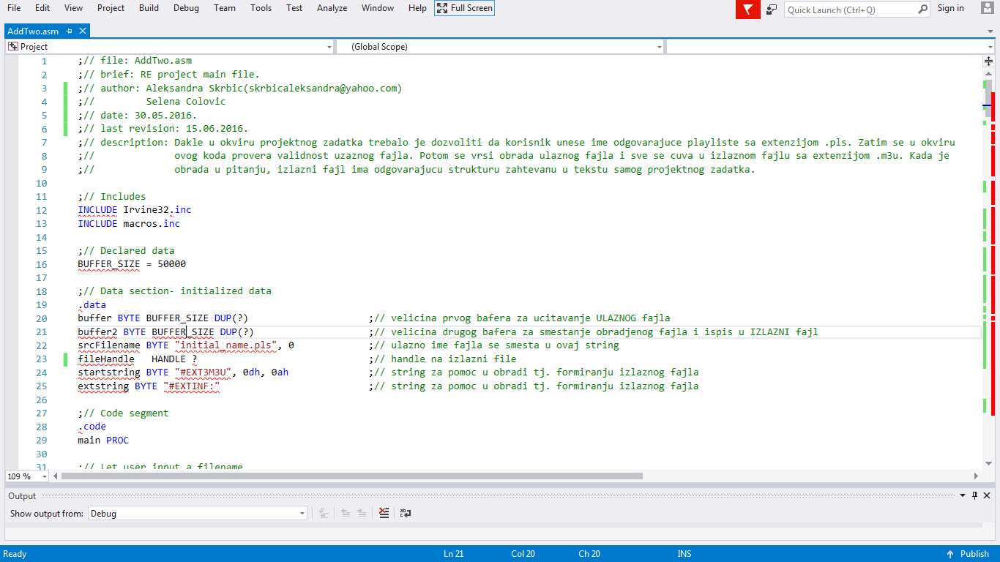 File Edit View Project Build Debug Team Tools Test Analyze Window Help Full Screen Quick Launch (Ctrl+Q) Sign in
AddTwo.asm
Project (Global Scope)
1 ;// file: AddTwo.asm
2 ;// brief: RE project main file.
3 ;// author: Aleksandra Skrbic(skrbicaleksandra@yahoo.com)
4 ;// Selena Colovic
5 ;// date: 30.05.2016.
6 ;// last revision: 15.06.2016.
7 ;// description: Dakle u okviru projektnog zadatka trebalo je dozvoliti da korisnik unese ime odgovarajuce playliste sa extenzijom .pls. Zatim se u okviru
8 ;// ovog koda provera validnost uzaznog fajla. Potom se vrsi obrada ulaznog fajla i sve se cuva u izlaznom fajlu sa extenzijom .m3u. Kada je
9 ;// obrada u pitanju, izlazni fajl ima odgovarajucu strukturu zahtevanu u tekstu samog projektnog zadatka.
10
11 ;// Includes
12 INCLUDE Irvine32.inc
13 INCLUDE macros.inc
14
15 ;// Declared data
16 BUFFER_SIZE = 50000
17
18 ;// Data section- initialized data
19 .data
20 buffer BYTE BUFFER_SIZE DUP(?) ;// velicina prvog bafera za ucitavanje ULAZNOG fajla
21 buffer2 BYTE BUFFER_SIZE DUP(?) ;// velicina drugog bafera za smestanje obradjenog fajla i ispis u IZLAZNI fajl
22 srcFilename BYTE "initial_name.pls", 0 ;// ulazno ime fajla se smesta u ovaj string
23 fileHandle HANDLE ? ;// handle na izlazni file
24 startstring BYTE "#EXT3M3U", 0dh, 0ah ;// string za pomoc u obradi tj. formiranju izlaznog fajla
25 extstring BYTE "#EXTINF:" ;// string za pomoc u obradi tj. formiranju izlaznog fajla
26
27 ;// Code segment
28 .code
29 main PROC
30
31 ;// Let user input a filename
109 %
Output
Show output from: Debug
Ready Ln 21 Col 20 Ch 20 INS Publish